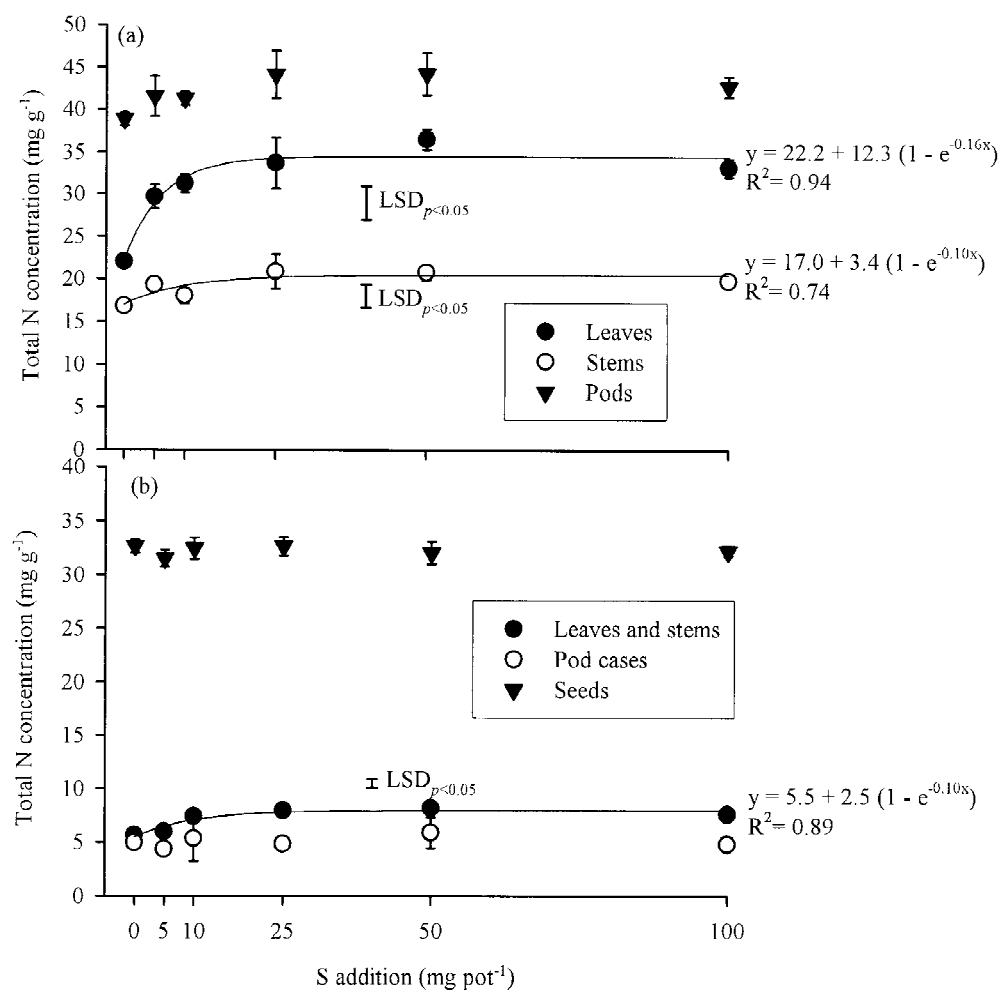 (a)
Total N concentration (mg g⁻¹)
50
45
40
35
30
25
20
15
10
5
0
y = 22.2 + 12.3 (1 - e^-0.16x)
R²= 0.94
LSD p<0.05
y = 17.0 + 3.4 (1 - e^-0.10x)
R²= 0.74
LSD p<0.05
Leaves
Stems
Pods
(b)
Total N concentration (mg g⁻¹)
40
35
30
25
20
15
10
5
0
Leaves and stems
Pod cases
Seeds
LSD p<0.05
y = 5.5 + 2.5 (1 - e^-0.10x)
R²= 0.89
0 5 10 25 50 100
S addition (mg pot⁻¹)